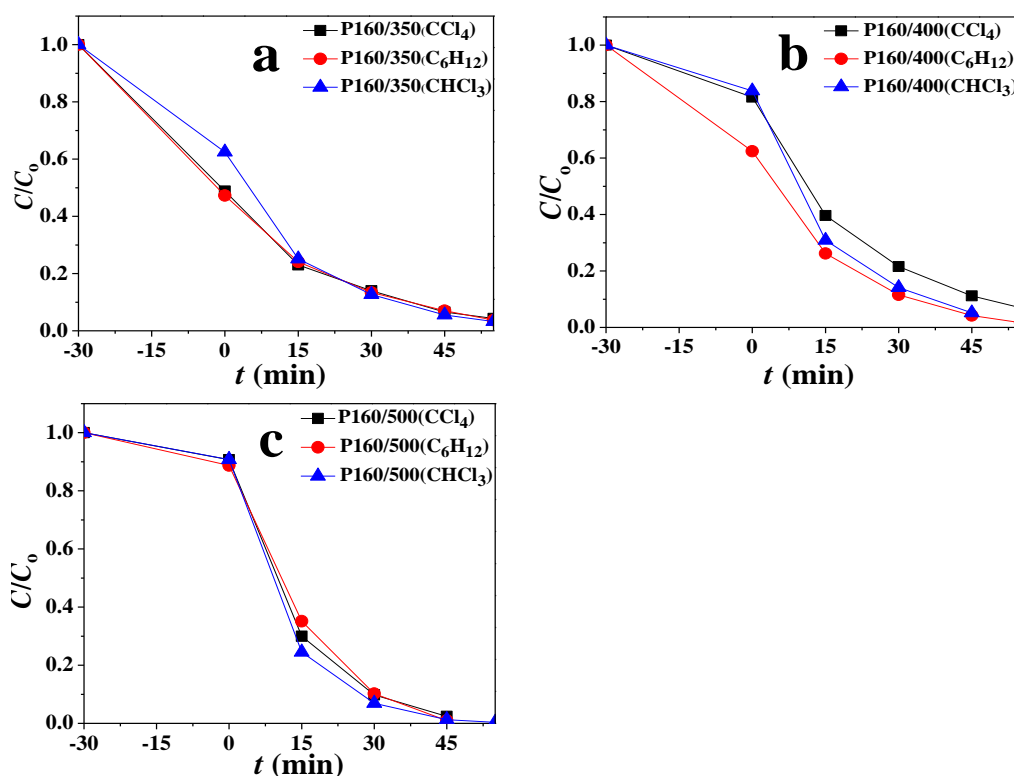 a
P160/350(CCl₄)
P160/350(C₆H₁₂)
P160/350(CHCl₃)
C/Cₒ
1.0
0.8
0.6
0.4
0.2
0.0
-30 -15 0 15 30 45
t (min)
b
P160/400(CCl₄)
P160/400(C₆H₁₂)
P160/400(CHCl₃)
C/Cₒ
1.0
0.8
0.6
0.4
0.2
0.0
-30 -15 0 15 30 45
t (min)
c
P160/500(CCl₄)
P160/500(C₆H₁₂)
P160/500(CHCl₃)
C/Cₒ
1.0
0.8
0.6
0.4
0.2
0.0
-30 -15 0 15 30 45
t (min)